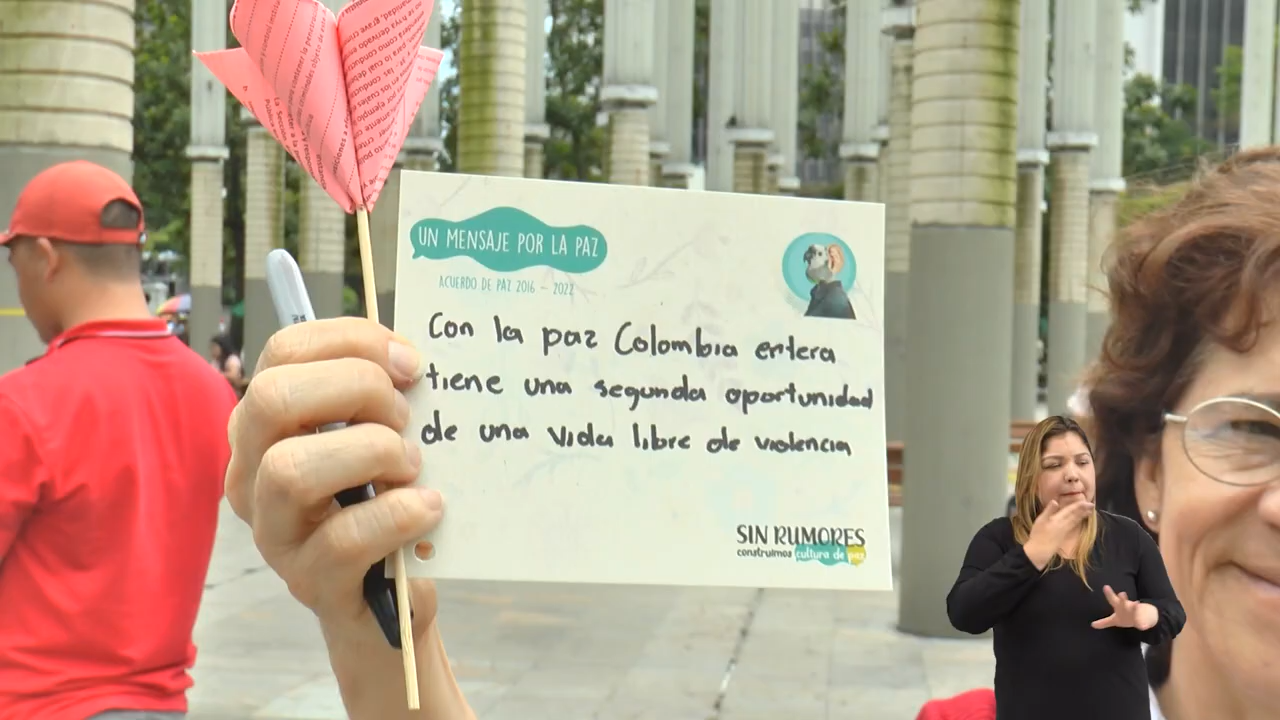 UN MENSAJE POR LA PAZ
ACUERDO DE PAZ 2016 - 2022
Con la paz Colombia entera
tiene una segunda oportunidad
de una vida libre de violencia
SIN RUMORES
construimos cultura de paz